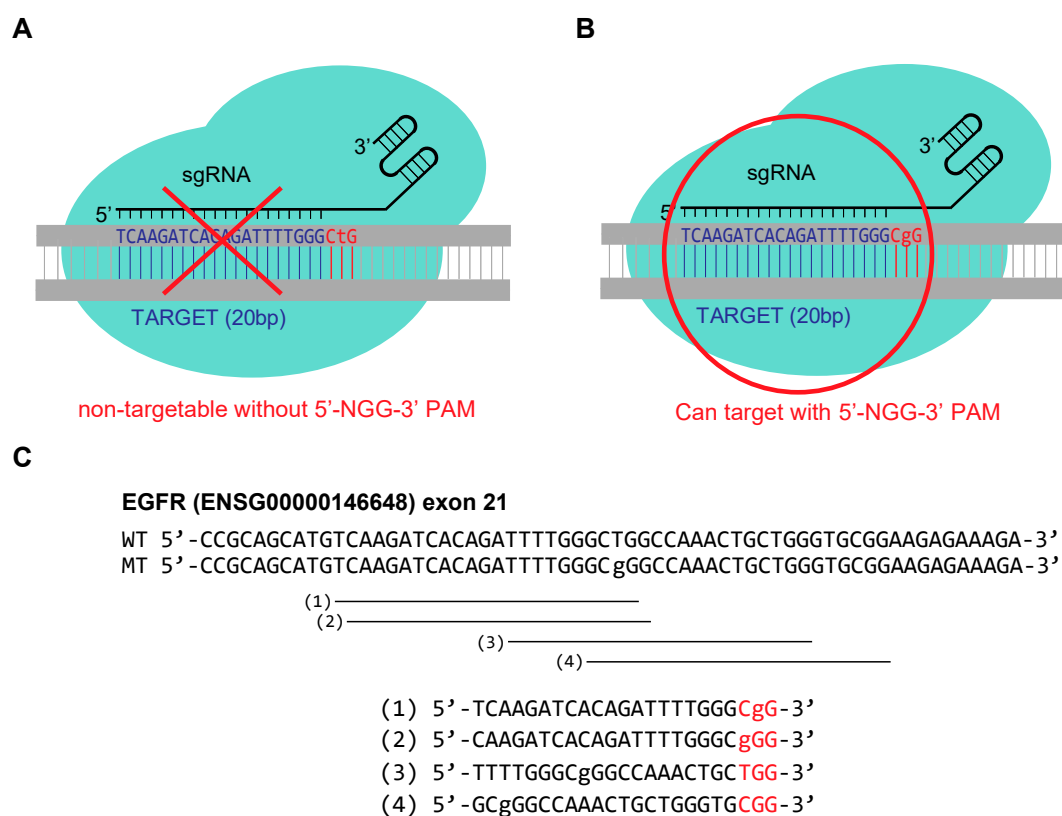 A
B
3’
sgRNA
5’
TCAAGATCACAGATTTTGGGCtG
TARGET (20bp)
non-targetable without 5’-NGG-3’ PAM
3’
sgRNA
5’
TCAAGATCACAGATTTTGGGCgG
TARGET (20bp)
Can target with 5’-NGG-3’ PAM
C
EGFR (ENSG00000146648) exon 21
WT 5’-CCGCAGCATGTCAAGATCACAGATTTTGGGCTGGCCAAACTGCTGGGTGCGGAAGAGAAAGA-3’
MT 5’-CCGCAGCATGTCAAGATCACAGATTTTGGGCgGGCCAAACTGCTGGGTGCGGAAGAGAAAGA-3’
(1)
(2)
(3)
(4)
(1) 5’-TCAAGATCACAGATTTTGGGCgG-3’
(2) 5’-CAAGATCACAGATTTTGGGCgGG-3’
(3) 5’-TTTTGGGCgGGCCAAACTGCTGG-3’
(4) 5’-GCgGGCCAAACTGCTGGGTGCGG-3’